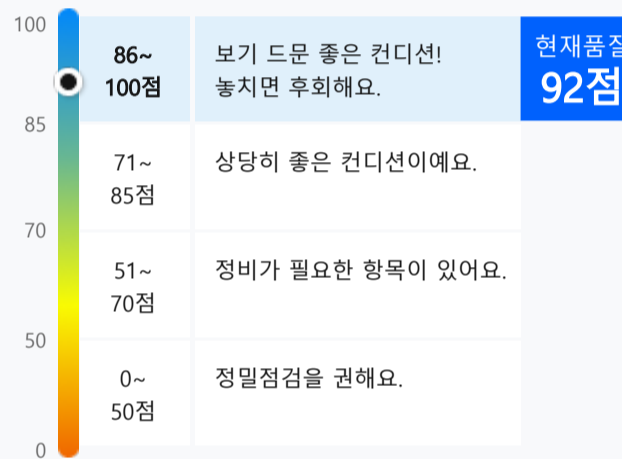 100
85
70
50
0
86~
100점
보기 드문 좋은 컨디션!
놓치면 후회해요.
현재품질
92점
71~
85점
상당히 좋은 컨디션이예요.
51~
70점
정비가 필요한 항목이 있어요.
0~
50점
정밀점검을 권해요.